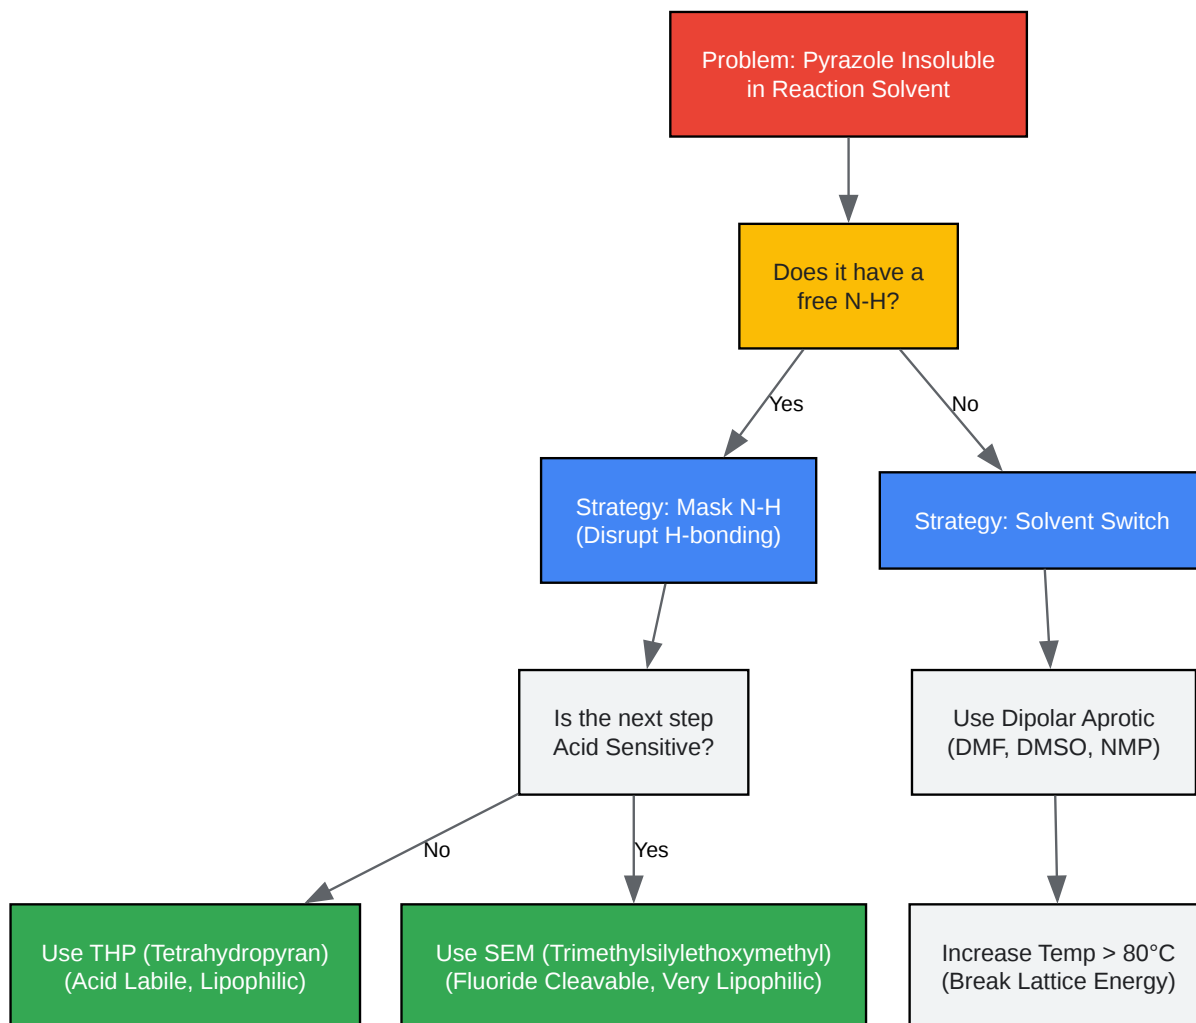 Problem: Pyrazole Insoluble
in Reaction Solvent
Does it have a
free N-H?
Yes
No
Strategy: Mask N-H
(Disrupt H-bonding)
Strategy: Solvent Switch
Is the next step
Acid Sensitive?
Use Dipolar Aprotic
(DMF, DMSO, NMP)
No
Yes
Use THP (Tetrahydropyran)
(Acid Labile, Lipophilic)
Use SEM (Trimethylsilylethoxymethyl)
(Fluoride Cleavable, Very Lipophilic)
Increase Temp > 80°C
(Break Lattice Energy)